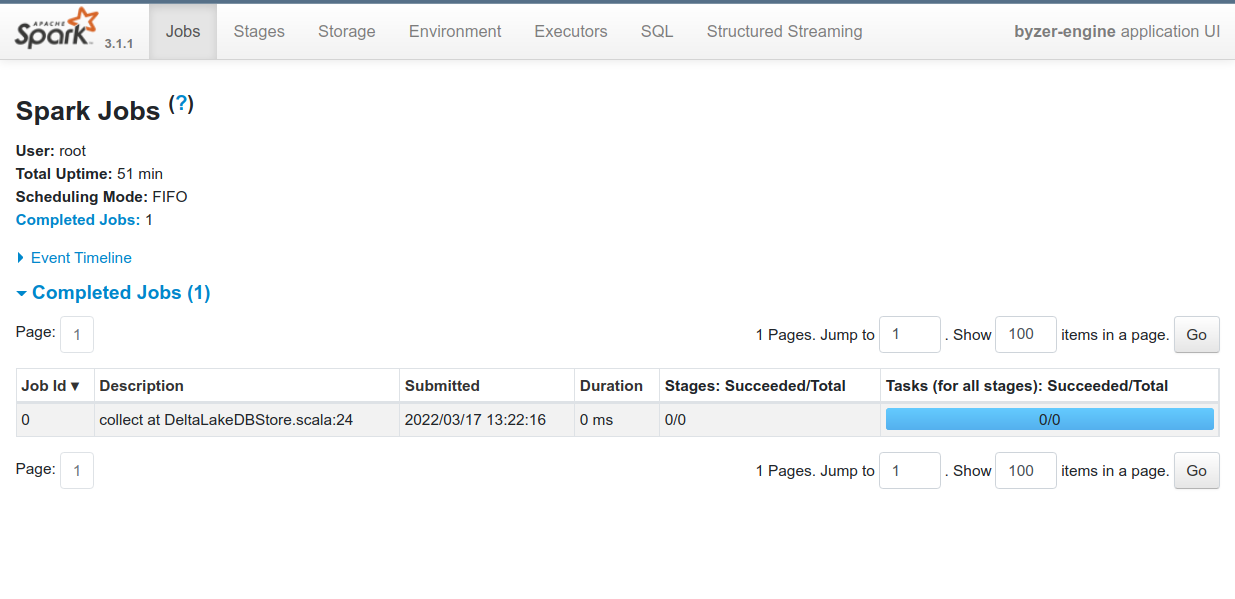 APACHE Spark 3.1.1 Jobs Stages Storage Environment Executors SQL Structured Streaming byzer-engine application UI
Spark Jobs (?)
User: root
Total Uptime: 51 min
Scheduling Mode: FIFO
Completed Jobs: 1
Event Timeline
Completed Jobs (1)
Page: 1 1 Pages. Jump to 1 . Show 100 items in a page. Go
Job Id ▾ Description Submitted Duration Stages: Succeeded/Total Tasks (for all stages): Succeeded/Total
0 collect at DeltaLakeDBStore.scala:24 2022/03/17 13:22:16 0 ms 0/0 0/0
Page: 1 1 Pages. Jump to 1 . Show 100 items in a page. Go